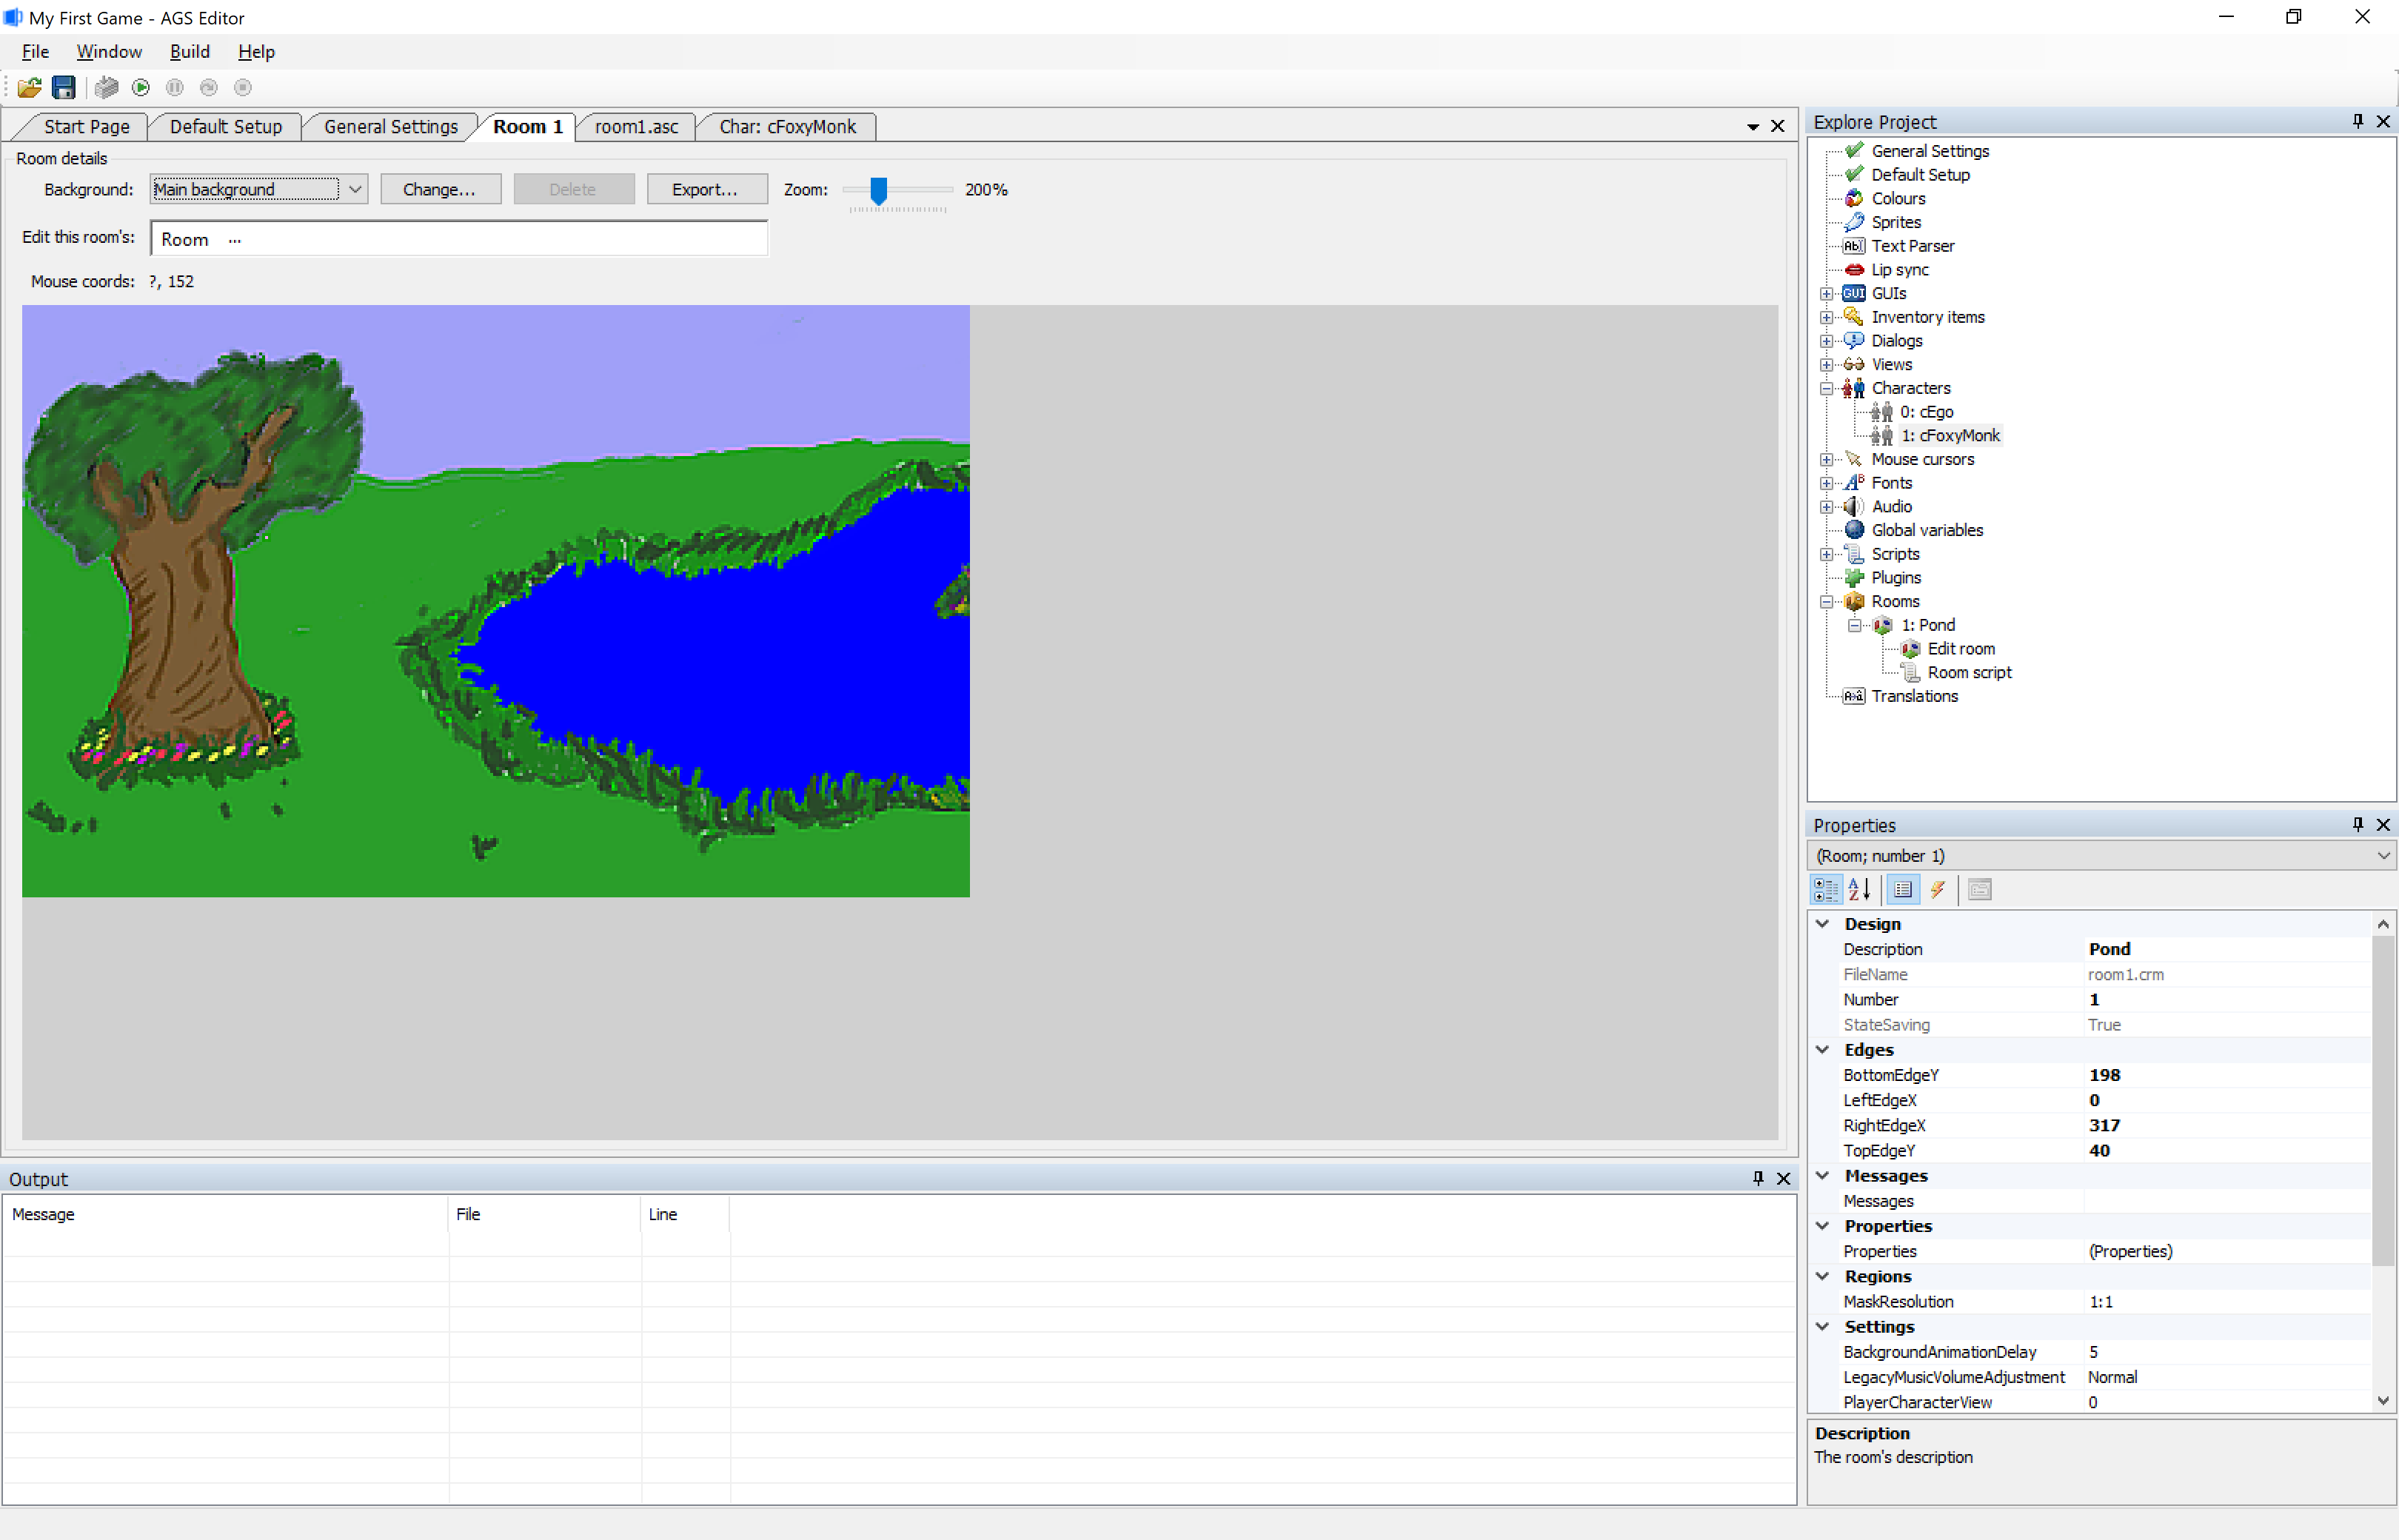 My First Game - AGS Editor
File Window Build Help
Start Page Default Setup General Settings Room 1 room1.asc Char: cFoxyMonk
Room details
Background: Main background Change... Delete Export... Zoom: 200%
Edit this room's: Room ...
Mouse coords: ?, 152
Output
Message File Line
Explore Project
General Settings
Default Setup
Colours
Sprites
Ab Text Parser
Lip sync
GUI GUIs
Inventory items
Dialogs
Views
Characters
0: cEgo
1: cFoxyMonk
Mouse cursors
Fonts
Audio
Global variables
Scripts
Plugins
Rooms
1: Pond
Edit room
Room script
Translations
Properties
(Room; number 1)
Design
Description Pond
FileName room1.crm
Number 1
StateSaving True
Edges
BottomEdgeY 198
LeftEdgeX 0
RightEdgeX 317
TopEdgeY 40
Messages
Messages
Properties
Properties (Properties)
Regions
MaskResolution 1:1
Settings
BackgroundAnimationDelay 5
LegacyMusicVolumeAdjustment Normal
PlayerCharacterView 0
Description
The room's description